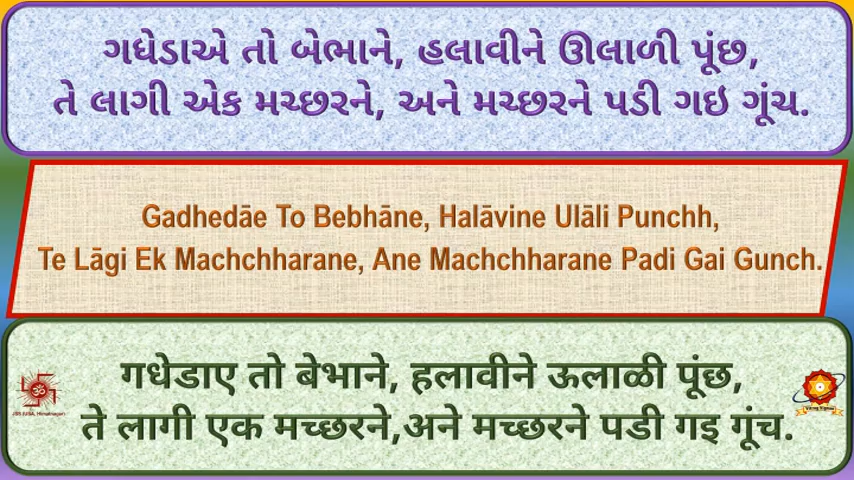 ગધેડાએ તો બેભાને, હલાવીને ઊલાળી પૂંછ,
તે લાગી એક મચ્છરને, અને મચ્છરને પડી ગઇ ગૂંચ.
Gadhedāe To Bebhāne, Halāvine Ulāli Punchh,
Te Lāgi Ek Machchharane, Ane Machchharane Padi Gai Gunch.
गधेडाए तो बेभाने, हलावीने ऊलाळी पूंछ,
ते लागी एक मच्छरने,अने मच्छरने पडी गइ गूंच.